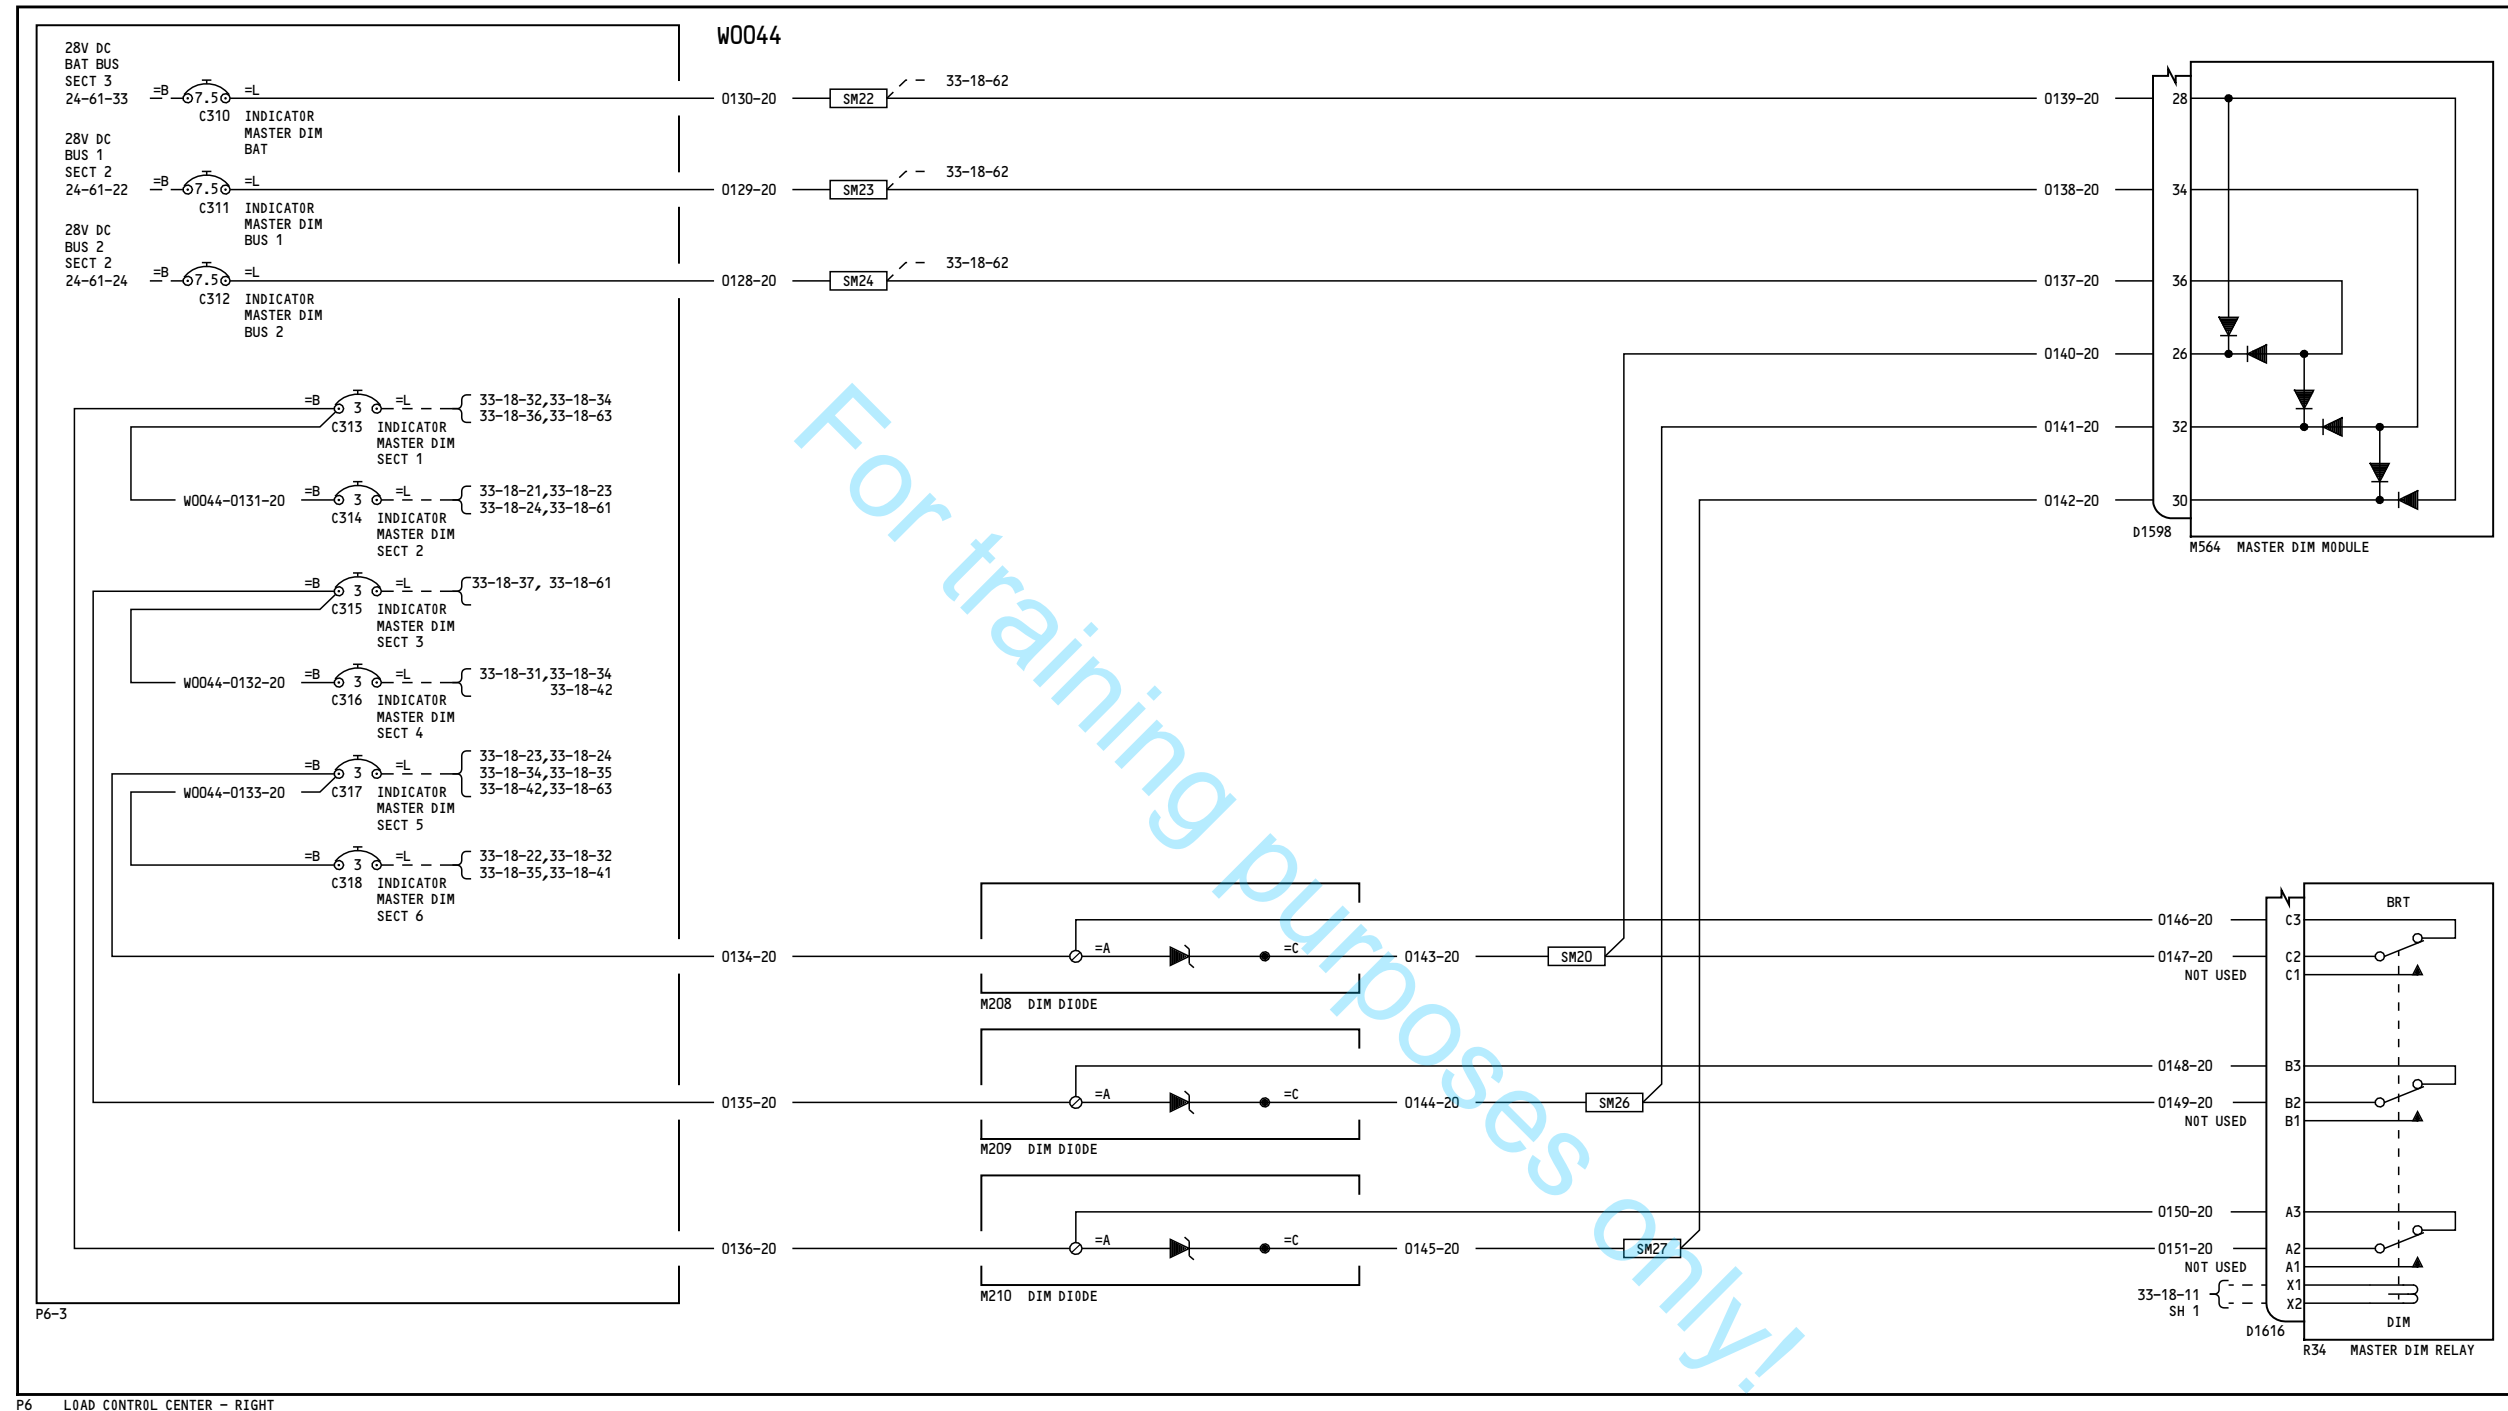 W0044
28V DC
BAT BUS
SECT 3
24-61-33
=B
7.5
=L
C310 INDICATOR
MASTER DIM
BAT
0130-20
SM22
33-18-62
0139-20
28
28V DC
BUS 1
SECT 2
24-61-22
=B
7.5
=L
C311 INDICATOR
MASTER DIM
BUS 1
0129-20
SM23
33-18-62
0138-20
34
28V DC
BUS 2
SECT 2
24-61-24
=B
7.5
=L
C312 INDICATOR
MASTER DIM
BUS 2
0128-20
SM24
33-18-62
0137-20
36
0140-20
26
0141-20
32
0142-20
30
D1598
M564 MASTER DIM MODULE
=B
3
=L
33-18-32,33-18-34
33-18-36,33-18-63
C313 INDICATOR
MASTER DIM
SECT 1
W0044-0131-20
=B
3
=L
33-18-21,33-18-23
33-18-24,33-18-61
C314 INDICATOR
MASTER DIM
SECT 2
=B
3
=L
33-18-37, 33-18-61
C315 INDICATOR
MASTER DIM
SECT 3
W0044-0132-20
=B
3
=L
33-18-31,33-18-34
33-18-42
C316 INDICATOR
MASTER DIM
SECT 4
=B
3
=L
33-18-23,33-18-24
33-18-34,33-18-35
33-18-42,33-18-63
W0044-0133-20
C317 INDICATOR
MASTER DIM
SECT 5
=B
3
=L
33-18-22,33-18-32
33-18-35,33-18-41
C318 INDICATOR
MASTER DIM
SECT 6
0134-20
=A
=C
0143-20
SM20
M208 DIM DIODE
0135-20
=A
=C
0144-20
SM26
M209 DIM DIODE
0136-20
=A
=C
0145-20
SM27
M210 DIM DIODE
BRT
0146-20
C3
0147-20
C2
NOT USED
C1
0148-20
B3
0149-20
B2
NOT USED
B1
0150-20
A3
0151-20
A2
NOT USED
A1
33-18-11
SH 1
X1
X2
DIM
D1616
R34 MASTER DIM RELAY
P6-3
P6 LOAD CONTROL CENTER - RIGHT
For training purposes only!